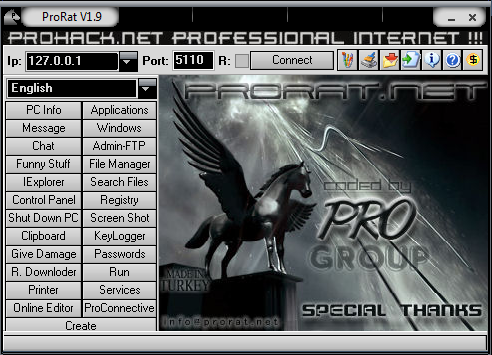 ProRat V1.9
PROHACK.NET PROFESSIONAL INTERNET !!!
Ip: 127.0.0.1 Port: 5110 R: Connect
English
PRORAT.NET
PC Info Applications
Message Windows
Chat Admin-FTP
Funny Stuff File Manager
IExplorer Search Files
Control Panel Registry
Shut Down PC Screen Shot
Clipboard KeyLogger
Give Damage Passwords
R. Downloder Run
Printer Services
Online Editor ProConnective
Create
coded by
PRO
GROUP
MADE IN
TURKEY
SPECIAL THANKS
info@prorat.net